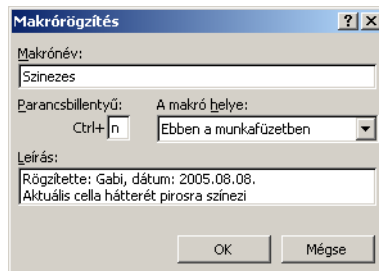 Makrórögzítés
Makrónév:
Szinezes
Parancsbillentyű: A makró helye:
Ctrl+ n Ebben a munkafüzetben
Leírás:
Rögzítette: Gabi, dátum: 2005.08.08.
Aktuális cella hátterét pirosra színezi
OK Mégse